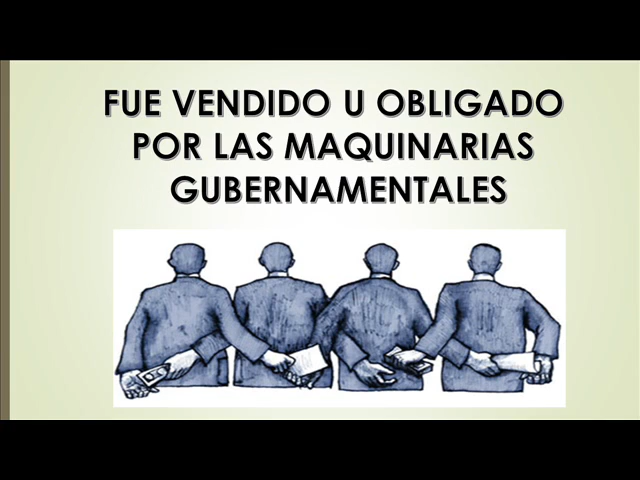 FUE VENDIDO U OBLIGADO
POR LAS MAQUINARIAS
GUBERNAMENTALES